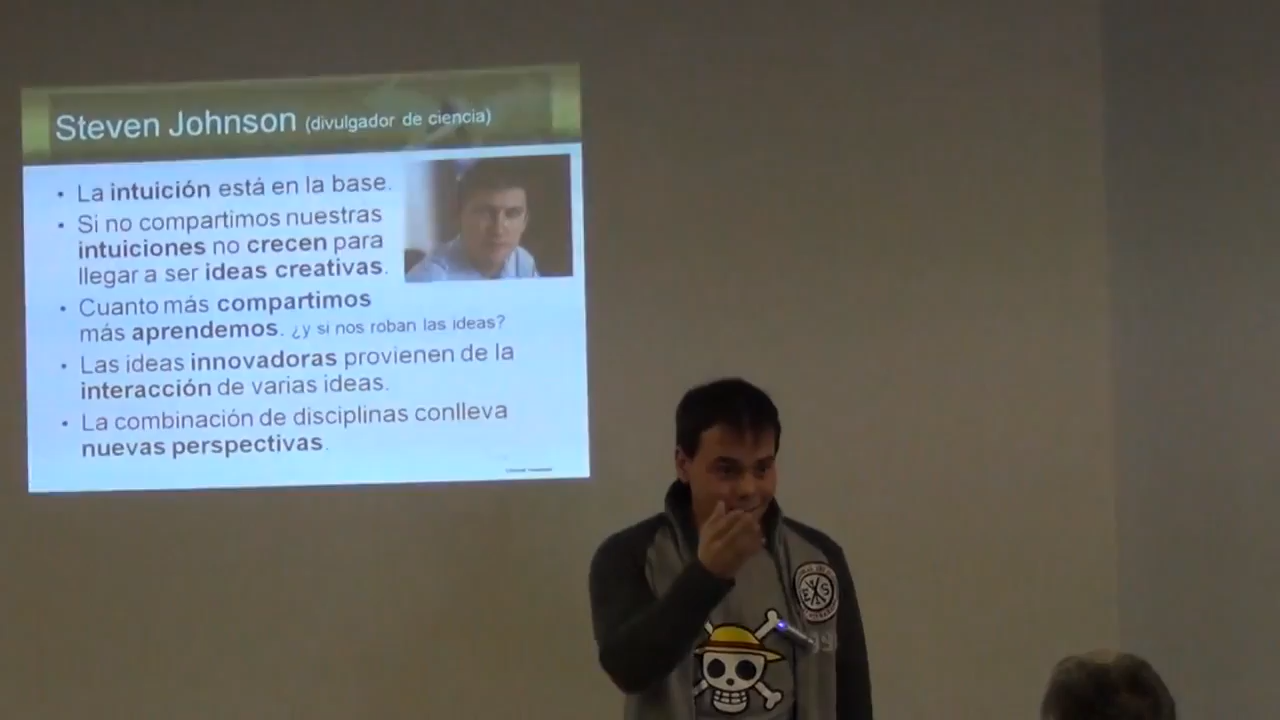 Steven Johnson (divulgador de ciencia)
• La intuición está en la base.
• Si no compartimos nuestras
intuiciones no crecen para
llegar a ser ideas creativas.
• Cuanto más compartimos
más aprendemos. ¿y si nos roban las ideas?
• Las ideas innovadoras provienen de la
interacción de varias ideas.
• La combinación de disciplinas conlleva
nuevas perspectivas.